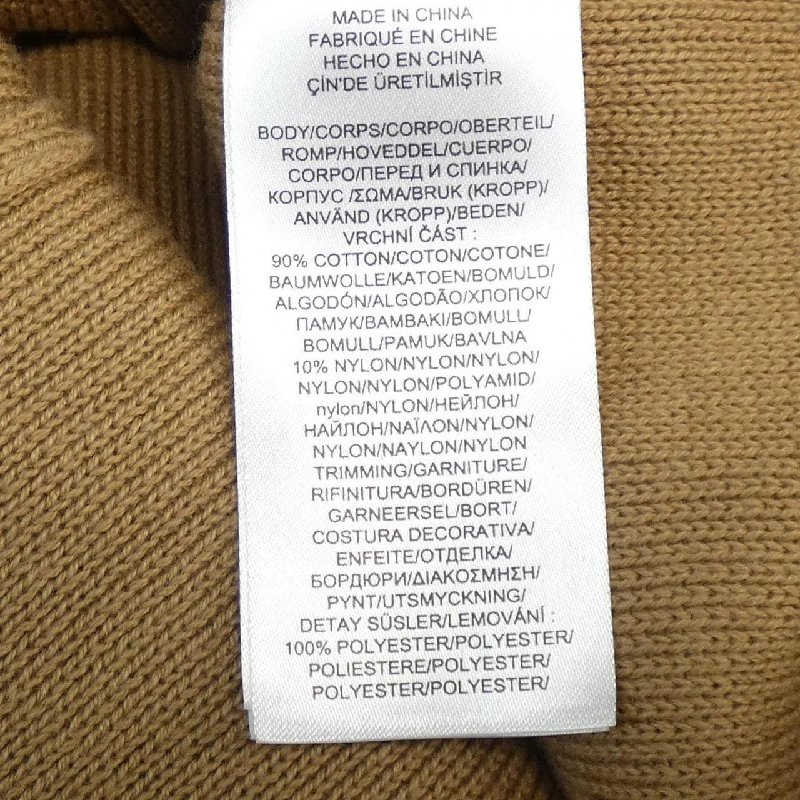 MADE IN CHINA
FABRIQUÉ EN CHINE
HECHO EN CHINA
ÇİN'DE ÜRETİLMİŞTİR
BODY/CORPS/CORPO/OBERTEIL/
ROMP/HOVEDDEL/CUERPO/
CORPO/ПЕРЕД И СПИНКА/
КОРПУС /ΣΩΜΑ/BRUK (KROPP)/
ANVÄND (KROPP)/BEDEN/
VRCHNÍ ČÁST :
90% COTTON/COTON/COTONE/
BAUMWOLLE/KATOEN/BOMULD/
ALGODÓN/ALGODÃO/ХЛОПОК/
ПАМУК/ΒΑΜΒΑΚΙ/BOMULL/
BOMULL/PAMUK/BAVLNA
10% NYLON/NYLON/NYLON/
NYLON/NYLON/POLYAMID/
nylon/NYLON/НЕЙЛОН/
НАЙЛОН/ΝΑΪΛΟΝ/NYLON/
NYLON/NAYLON/NYLON
TRIMMING/GARNITURE/
RIFINITURA/BORDÜREN/
GARNEERSEL/BORT/
COSTURA DECORATIVA/
ENFEITE/ОТДЕЛКА/
БОРДЮРИ/ΔΙΑΚΟΣΜΗΣΗ/
PYNT/UTSMYCKNING/
DETAY SÜSLER/LEMOVÁNÍ :
100% POLYESTER/POLYESTER/
POLIESTERE/POLYESTER/
POLYESTER/POLYESTER/